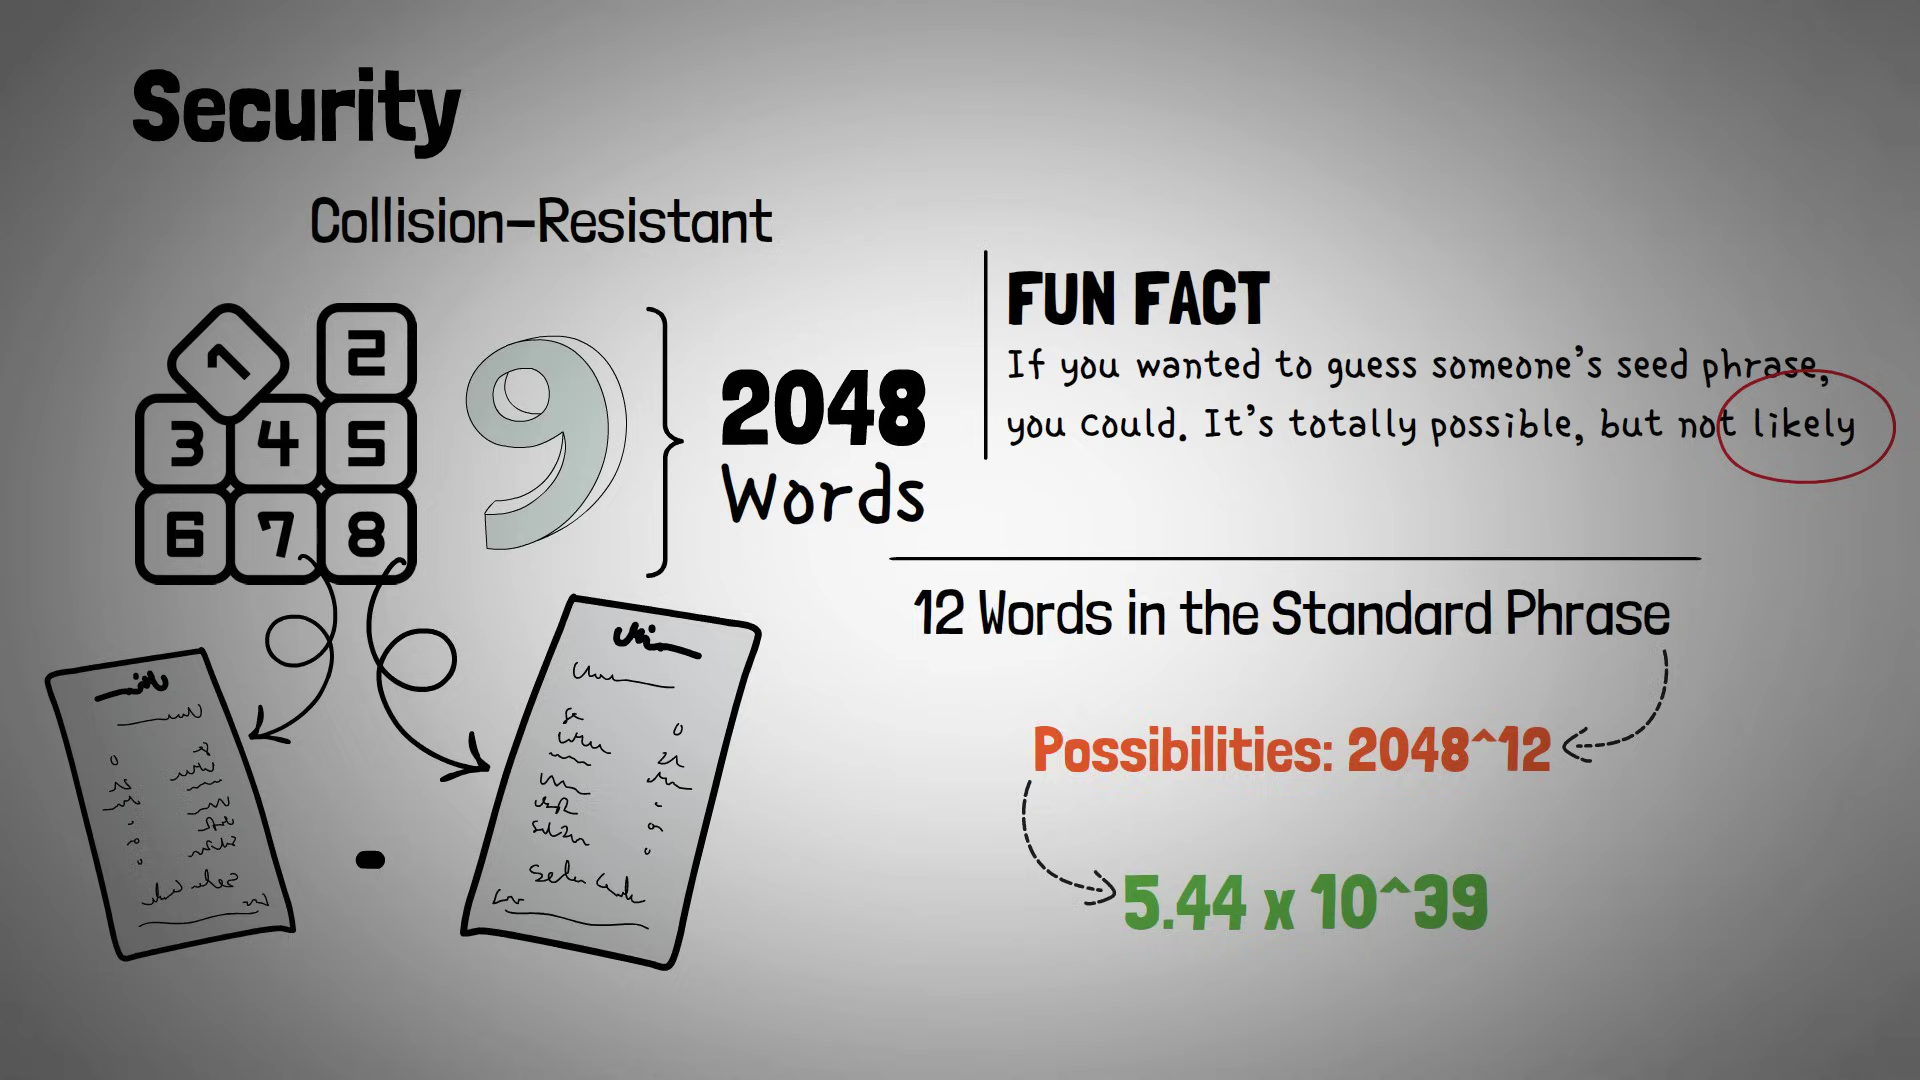 Security
Collision-Resistant
1 2
3 4 5
6 7 8
9
2048
Words
FUN FACT
If you wanted to guess someone's seed phrase,
you could. It's totally possible, but not likely
12 Words in the Standard Phrase
Possibilities: 2048^12
5.44 x 10^39